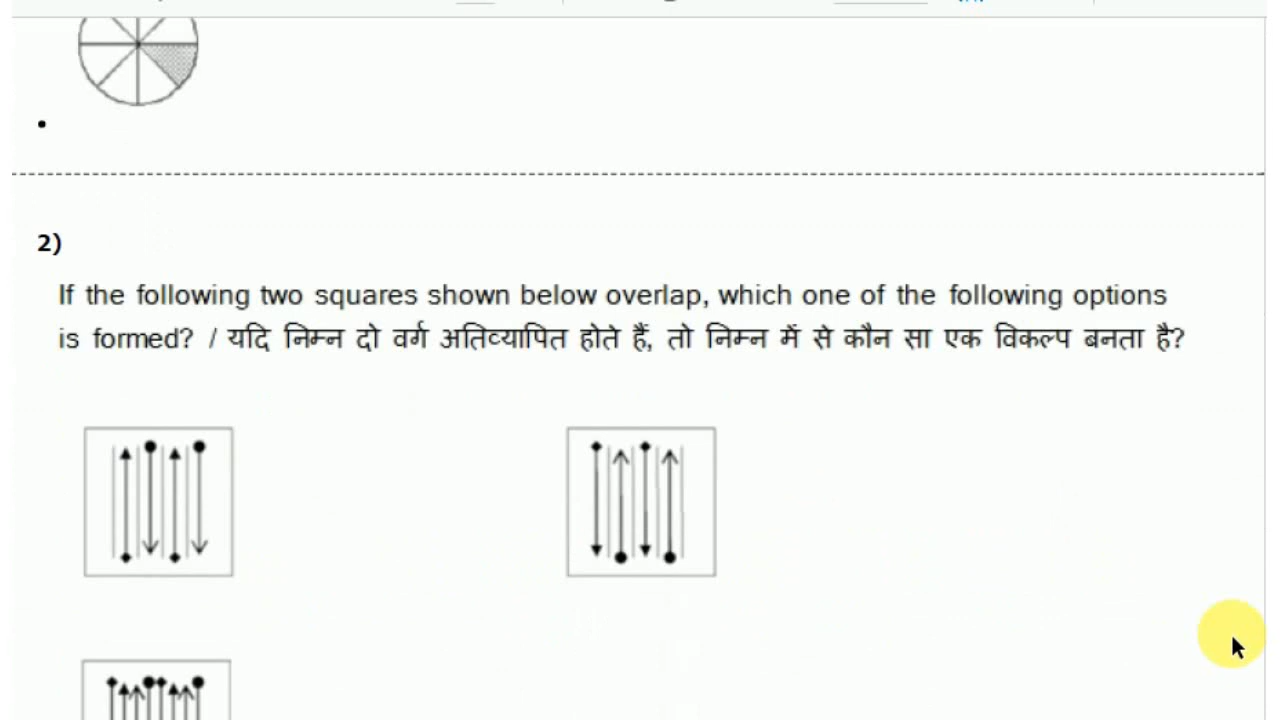 2)
If the following two squares shown below overlap, which one of the following options
is formed? / यदि निम्न दो वर्ग अतिव्यापित होते हैं, तो निम्न में से कौन सा एक विकल्प बनता है?